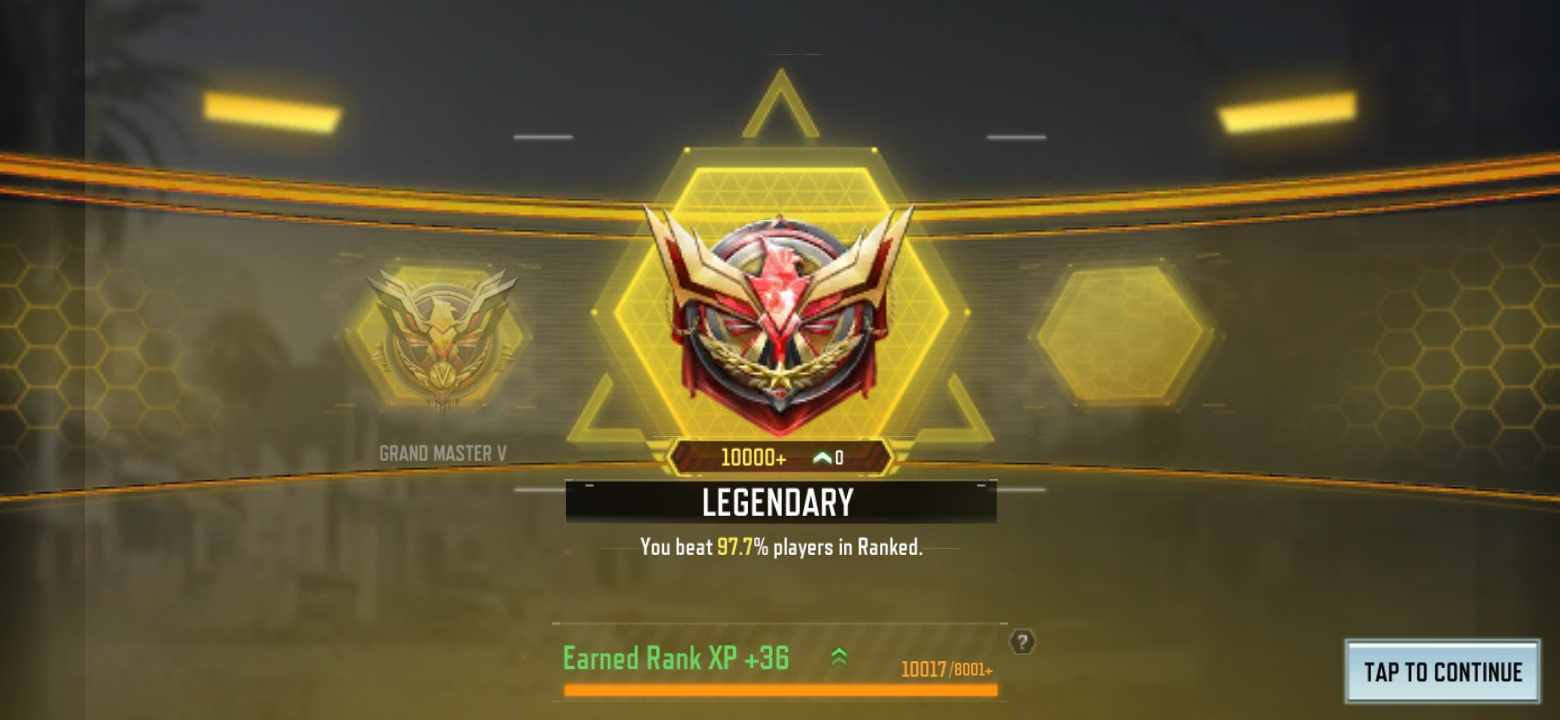 GRAND MASTER V
10000+ 0
LEGENDARY
You beat 97.7% players in Ranked.
Earned Rank XP +36
10017/8001+
?
TAP TO CONTINUE